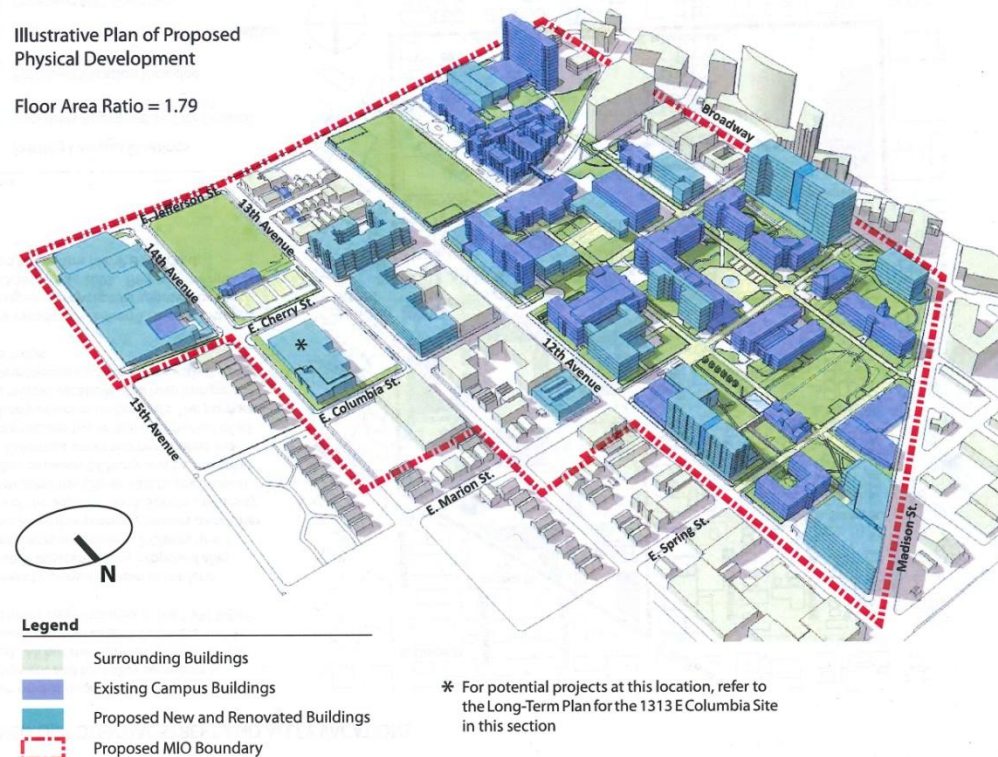 Illustrative Plan of Proposed
Physical Development
Floor Area Ratio = 1.79
Broadway
E. Jefferson St.
13th Avenue
14th Avenue
E. Cherry St.
12th Avenue
E. Columbia St.
15th Avenue
E. Marion St.
E. Spring St.
Madison St.
*
N
Legend
Surrounding Buildings
Existing Campus Buildings
Proposed New and Renovated Buildings
Proposed MIO Boundary
* For potential projects at this location, refer to
the Long-Term Plan for the 1313 E Columbia Site
in this section